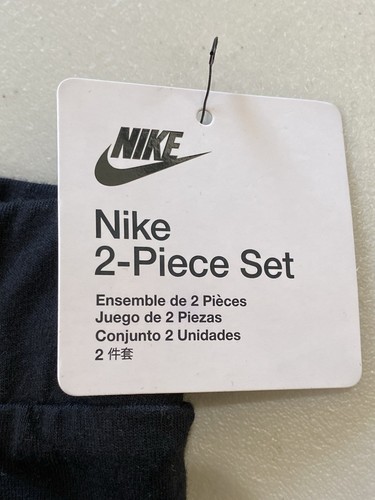 NIKE
Nike
2-Piece Set
Ensemble de 2 Pièces
Juego de 2 Piezas
Conjunto 2 Unidades
2 件套